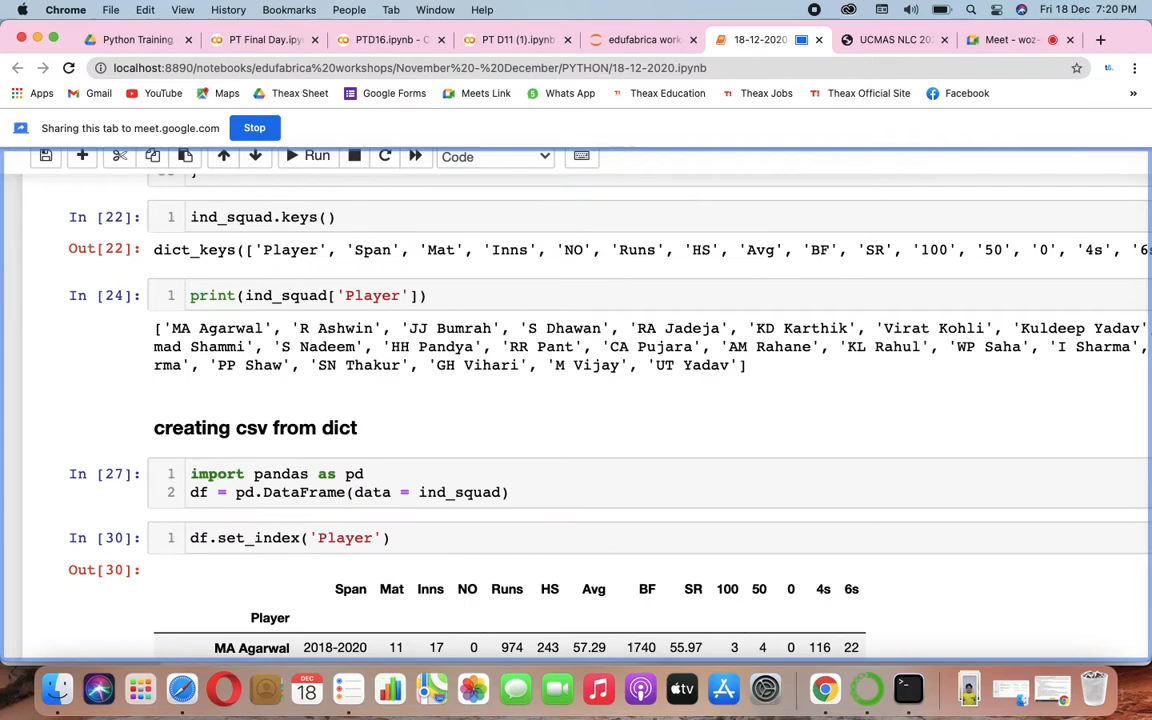 Chrome File Edit View History Bookmarks People Tab Window Help Fri 18 Dec 7:20 PM
Python Training PT Final Day.ipy PTD16.ipynb - C PT D11 (1).ipynb edufabrica work 18-12-2020 UCMAS NLC 20 Meet - woz-
localhost:8890/notebooks/edufabrica%20workshops/November%20-%20December/PYTHON/18-12-2020.ipynb
Apps Gmail YouTube Maps Theax Sheet Google Forms Meets Link Whats App Theax Education Theax Jobs Theax Official Site Facebook »
Sharing this tab to meet.google.com Stop
Run Code
In [22]: 1 ind_squad.keys()
Out[22]: dict_keys(['Player', 'Span', 'Mat', 'Inns', 'NO', 'Runs', 'HS', 'Avg', 'BF', 'SR', '100', '50', '0', '4s', '6s
In [24]: 1 print(ind_squad['Player'])
['MA Agarwal', 'R Ashwin', 'JJ Bumrah', 'S Dhawan', 'RA Jadeja', 'KD Karthik', 'Virat Kohli', 'Kuldeep Yadav'
mad Shammi', 'S Nadeem', 'HH Pandya', 'RR Pant', 'CA Pujara', 'AM Rahane', 'KL Rahul', 'WP Saha', 'I Sharma',
rma', 'PP Shaw', 'SN Thakur', 'GH Vihari', 'M Vijay', 'UT Yadav']
creating csv from dict
In [27]: 1 import pandas as pd
2 df = pd.DataFrame(data = ind_squad)
In [30]: 1 df.set_index('Player')
Out[30]:
Span Mat Inns NO Runs HS Avg BF SR 100 50 0 4s 6s
Player
MA Agarwal 2018-2020 11 17 0 974 243 57.29 1740 55.97 3 4 0 116 22
DEC
18
tv